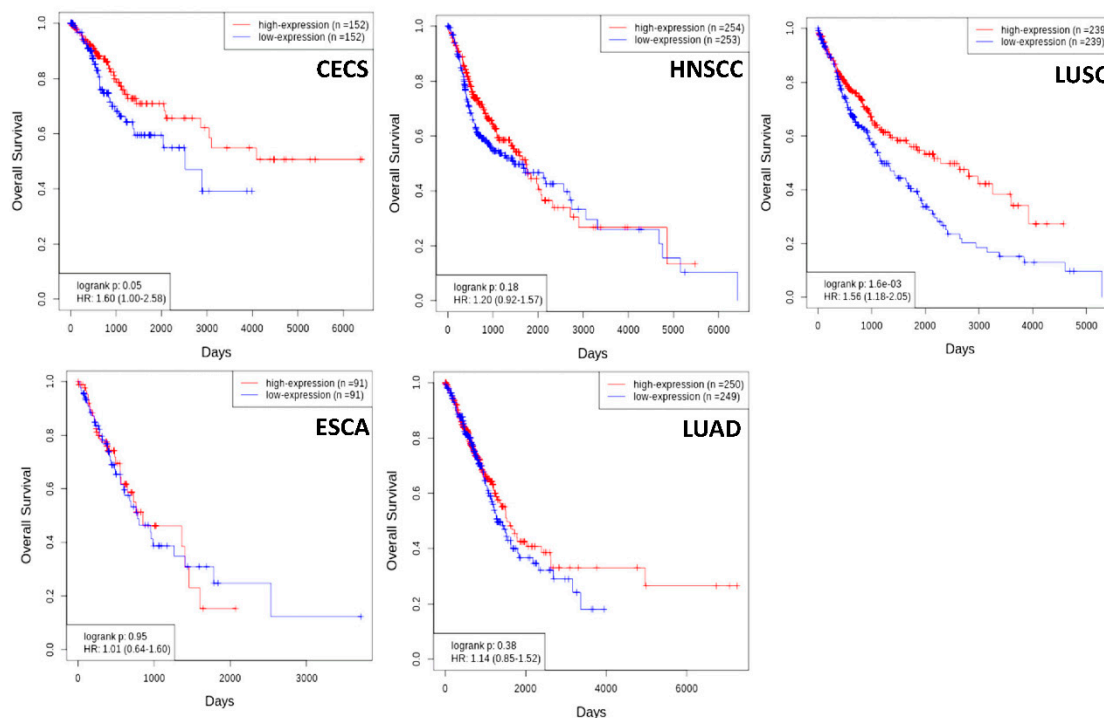 high-expression (n =152)
low-expression (n =152)
CECS
Overall Survival
0.0 0.2 0.4 0.6 0.8 1.0
logrank p: 0.05
HR: 1.60 (1.00-2.58)
0 1000 2000 3000 4000 5000 6000
Days
high-expression (n =254)
low-expression (n =253)
HNSCC
Overall Survival
0.0 0.2 0.4 0.6 0.8 1.0
logrank p: 0.18
HR: 1.20 (0.92-1.57)
0 1000 2000 3000 4000 5000 6000
Days
high-expression (n =239)
low-expression (n =239)
LUSC
Overall Survival
0.0 0.2 0.4 0.6 0.8 1.0
logrank p: 1.6e-03
HR: 1.56 (1.18-2.05)
0 1000 2000 3000 4000 5000
Days
high-expression (n =91)
low-expression (n =91)
ESCA
Overall Survival
0.0 0.2 0.4 0.6 0.8 1.0
logrank p: 0.95
HR: 1.01 (0.64-1.60)
0 1000 2000 3000
Days
high-expression (n =250)
low-expression (n =249)
LUAD
Overall Survival
0.0 0.2 0.4 0.6 0.8 1.0
logrank p: 0.38
HR: 1.14 (0.85-1.52)
0 2000 4000 6000
Days